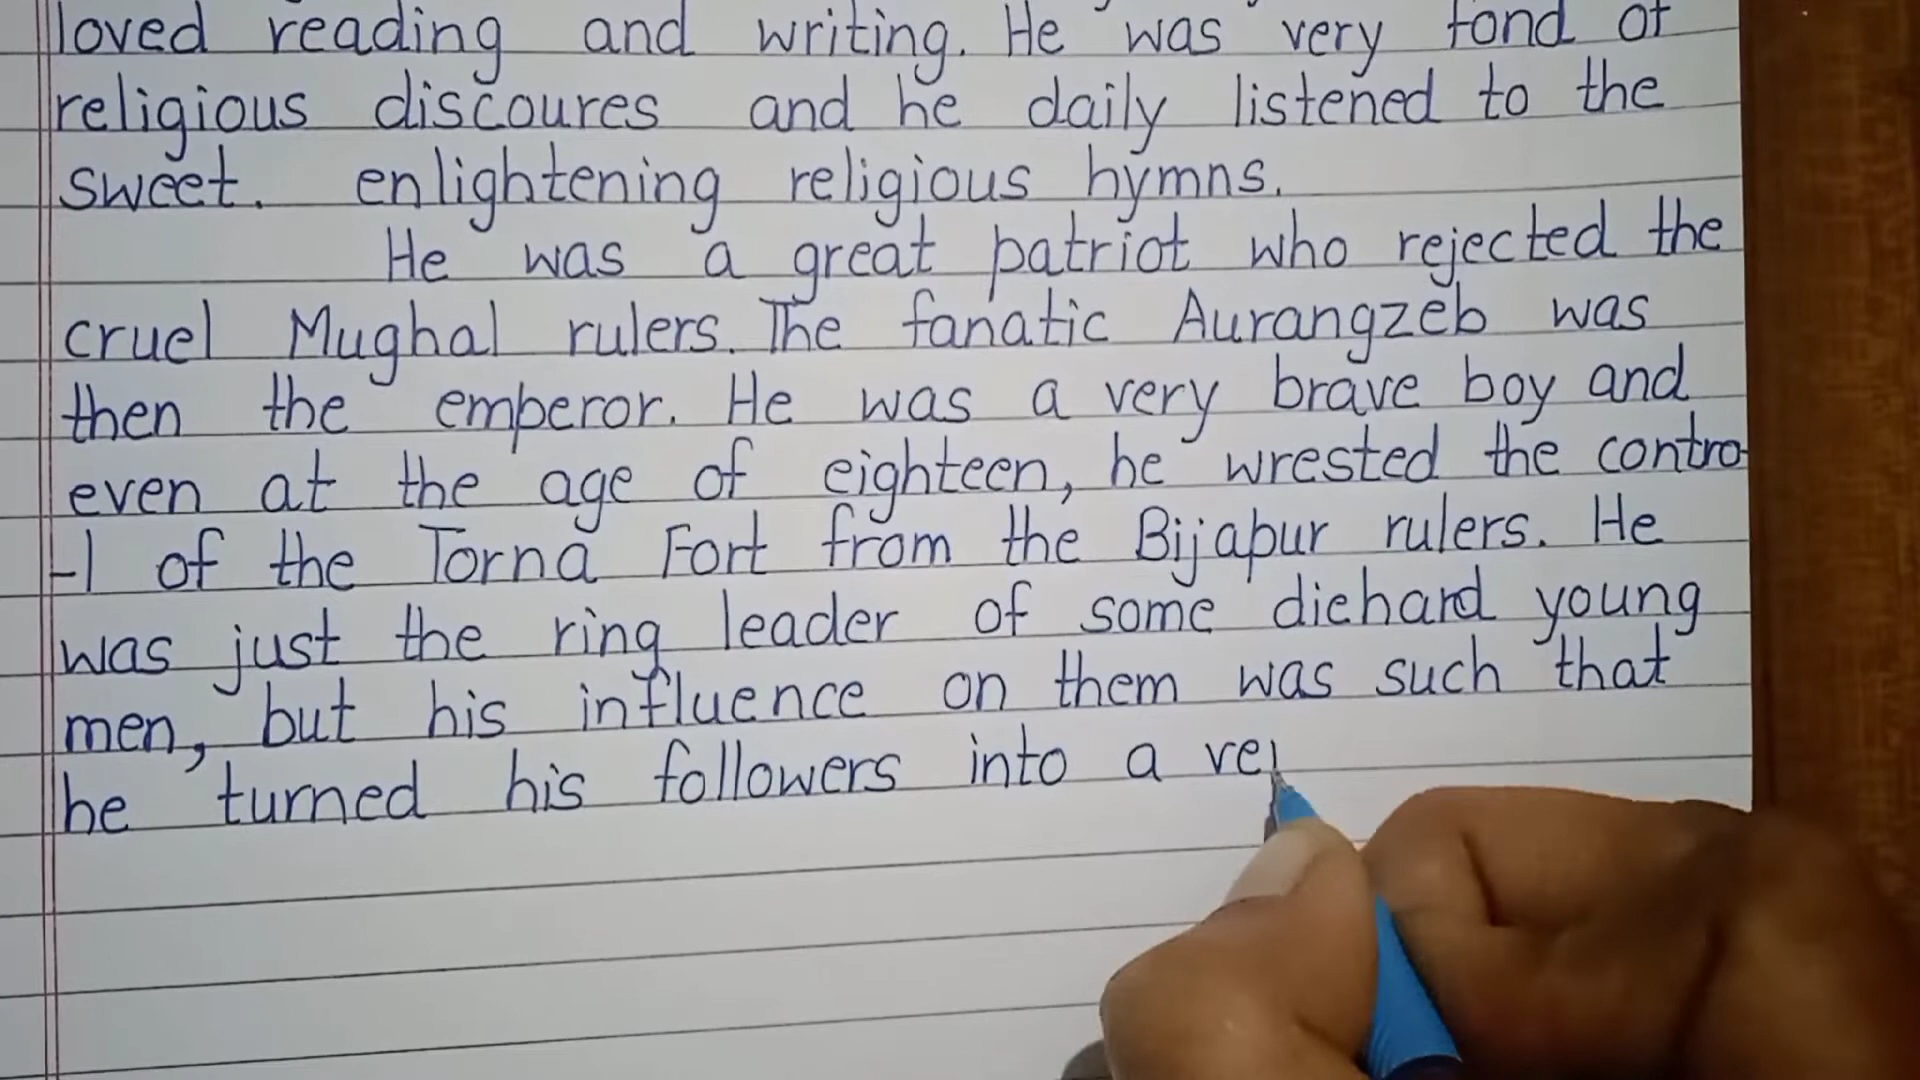 loved reading and writing. He was very fond of
religious discoures and he daily listened to the
sweet. enlightening religious hymns.
He was a great patriot who rejected the
cruel Mughal rulers. The fanatic Aurangzeb was
then the emperor. He was a very brave boy and
even at the age of eighteen, he wrested the contro-
-l of the Torna Fort from the Bijapur rulers. He
was just the ring leader of some diehard young
men, but his influence on them was such that
he turned his followers into a